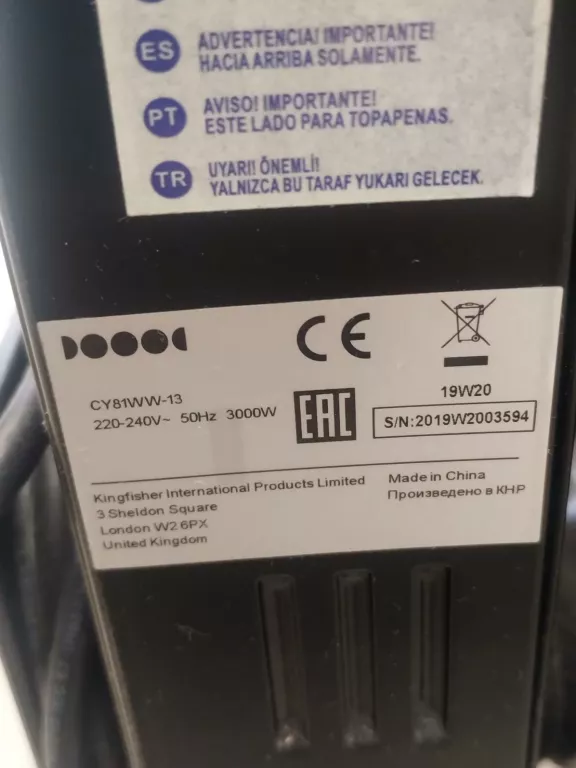 ES
ADVERTENCIA! IMPORTANTE!
HACIA ARRIBA SOLAMENTE.
PT
AVISO! IMPORTANTE!
ESTE LADO PARA TOPAPENAS.
TR
UYARI! ÖNEMLİ!
YALNIZCA BU TARAF YUKARI GELECEK.
CE
CY81WW-13
220-240V~ 50Hz 3000W
EAC
19W20
S/N:2019W2003594
Kingfisher International Products Limited
3 Sheldon Square
London W2 6PX
United Kingdom
Made in China
Произведено в КНР